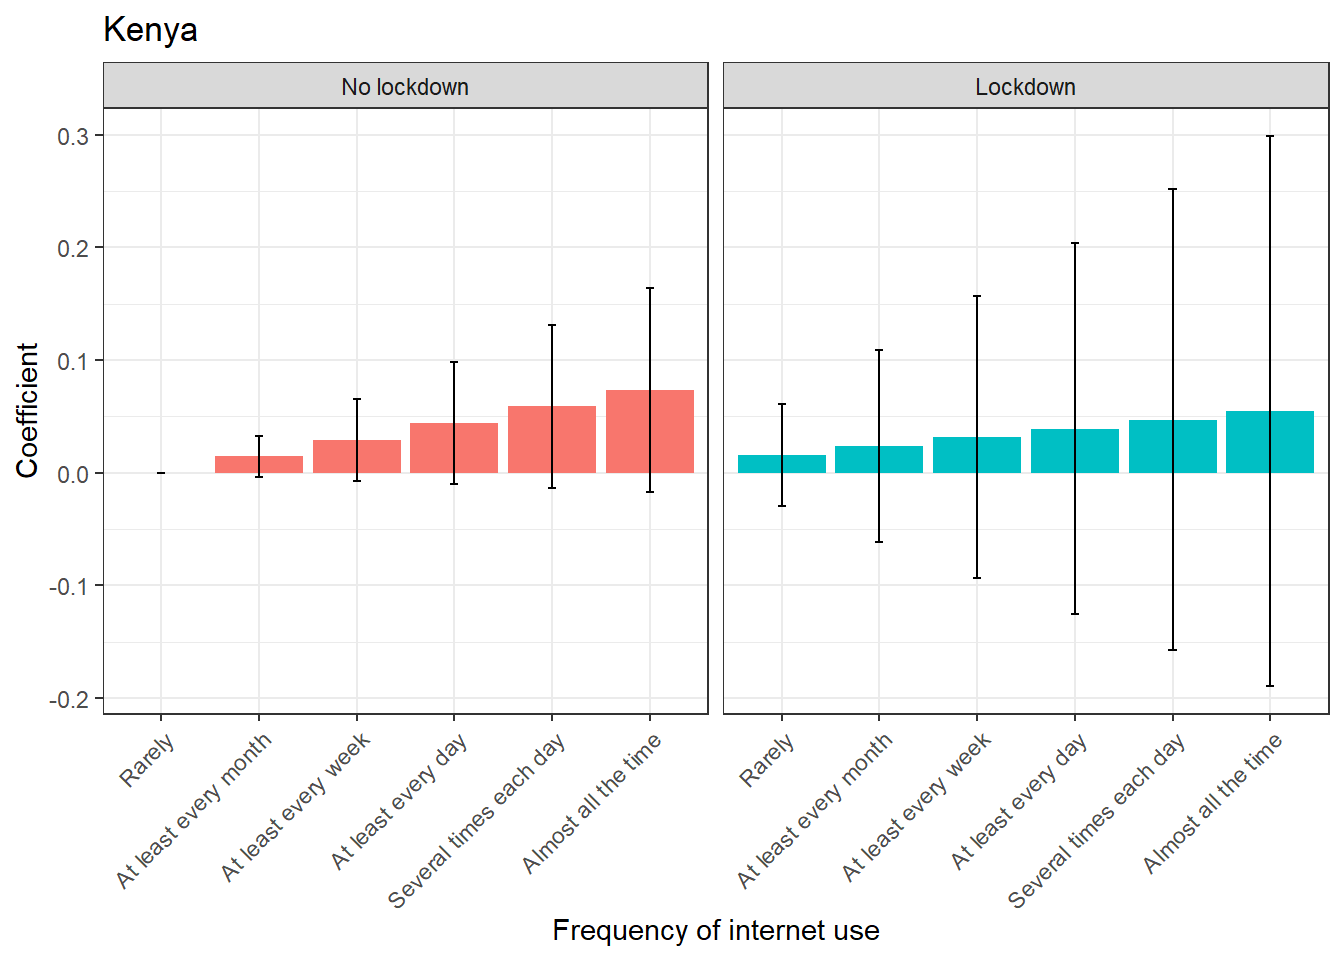 Kenya
No lockdown
Lockdown
Coefficient
0.3
0.2
0.1
0.0
-0.1
-0.2
Rarely
At least every month
At least every week
At least every day
Several times each day
Almost all the time
Rarely
At least every month
At least every week
At least every day
Several times each day
Almost all the time
Frequency of internet use